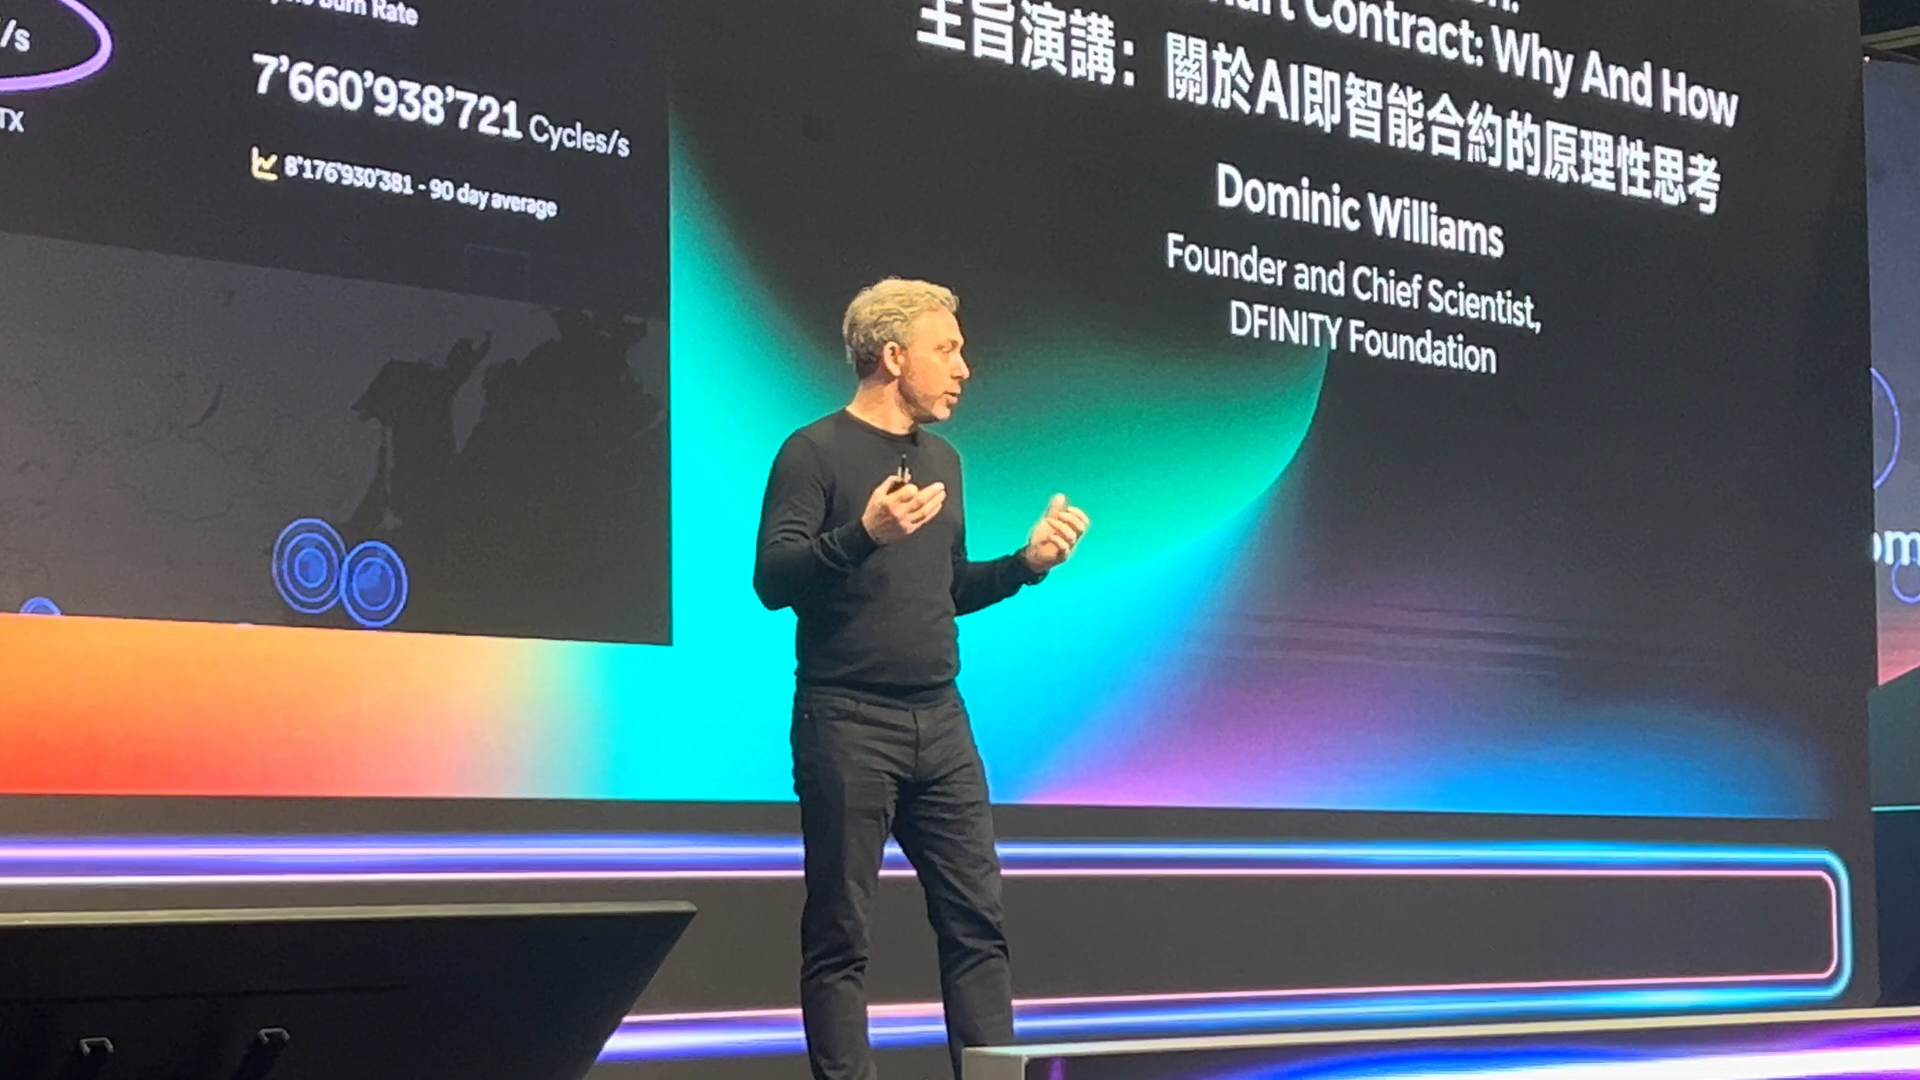 /s
TX
Burn Rate
7’660’938’721 Cycles/s
8’176’930’381 - 90 day average
Contract: Why And How
主旨演講：關於AI即智能合約的原理性思考
Dominic Williams
Founder and Chief Scientist,
DFINITY Foundation